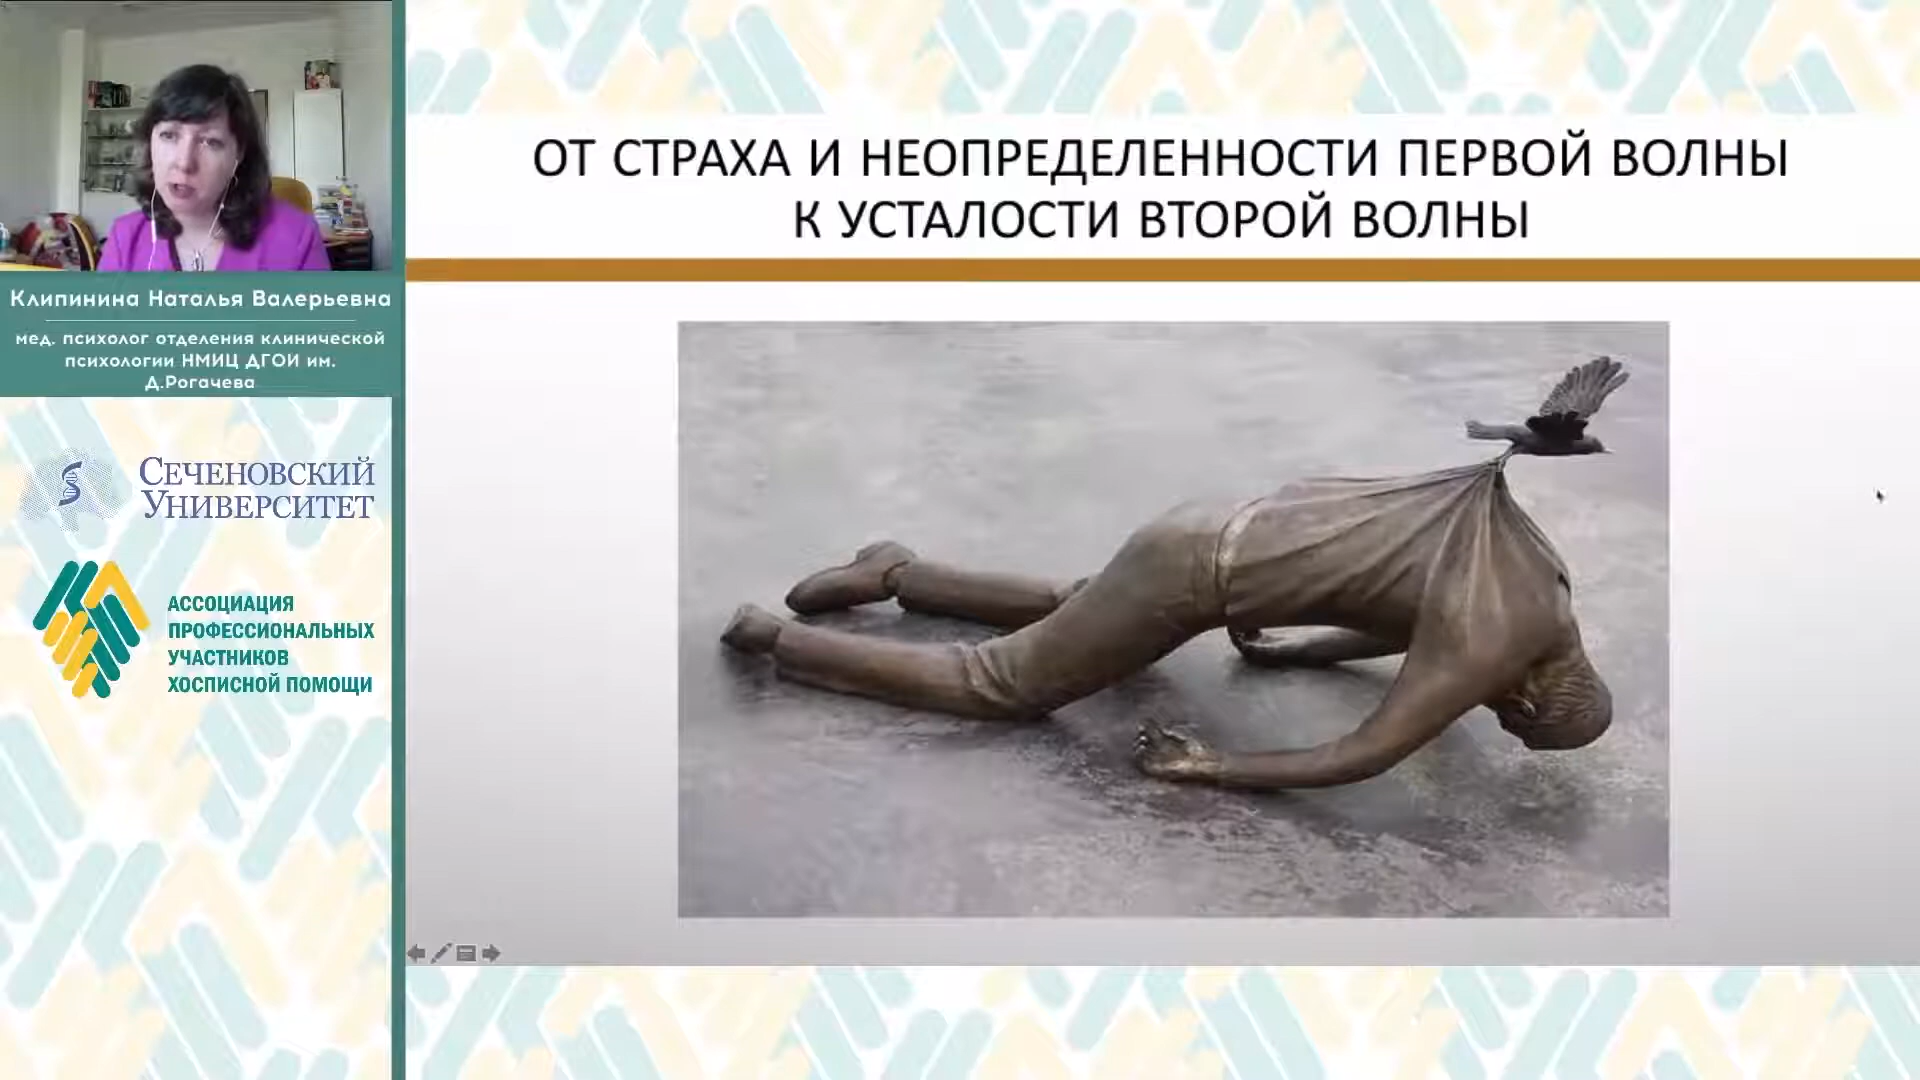 ОТ СТРАХА И НЕОПРЕДЕЛЕННОСТИ ПЕРВОЙ ВОЛНЫ
К УСТАЛОСТИ ВТОРОЙ ВОЛНЫ
Клипинина Наталья Валерьевна
мед. психолог отделения клинической
психологии НМИЦ ДГОИ им.
Д.Рогачева
СЕЧЕНОВСКИЙ
УНИВЕРСИТЕТ
АССОЦИАЦИЯ
ПРОФЕССИОНАЛЬНЫХ
УЧАСТНИКОВ
ХОСПИСНОЙ ПОМОЩИ